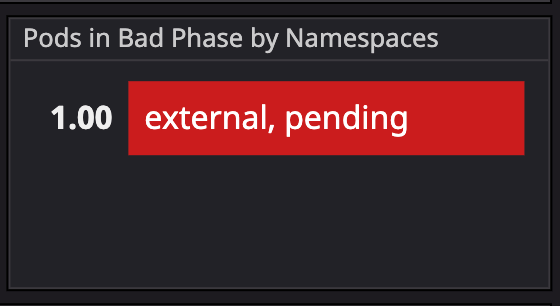 Pods in Bad Phase by Namespaces
1.00 external, pending